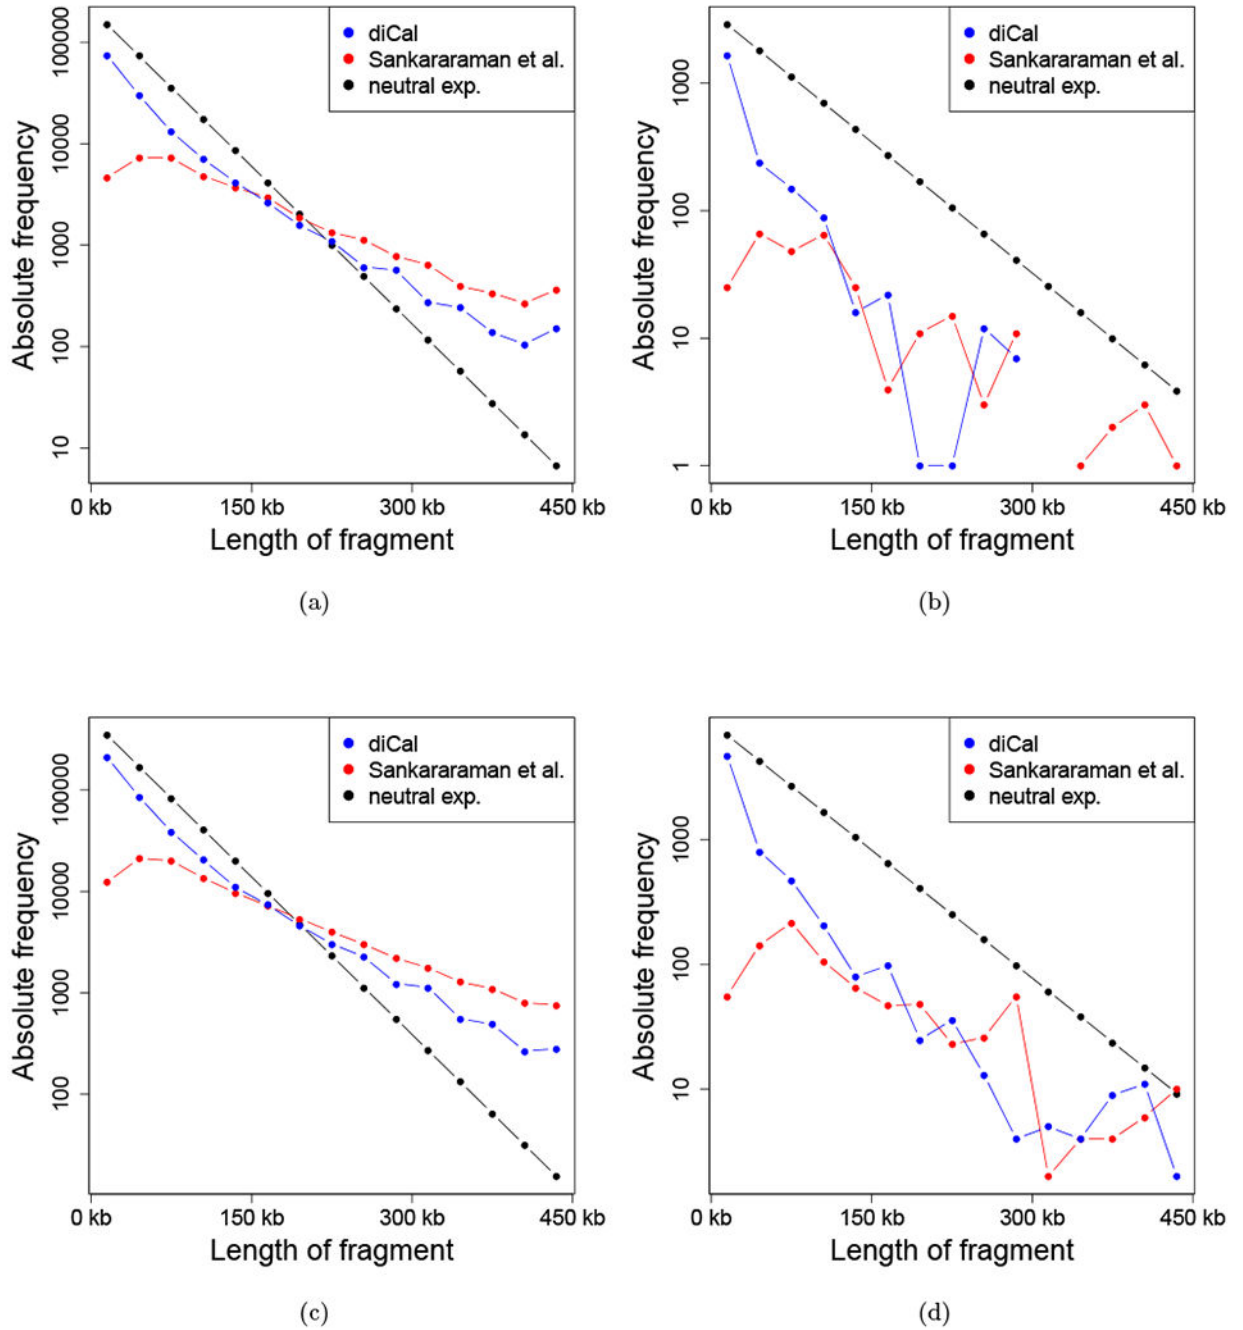 diCal
Sankararaman et al.
neutral exp.
Absolute frequency
100000
10000
1000
100
10
0 kb
150 kb
300 kb
450 kb
Length of fragment
(a)
diCal
Sankararaman et al.
neutral exp.
Absolute frequency
1000
100
10
1
0 kb
150 kb
300 kb
450 kb
Length of fragment
(b)
diCal
Sankararaman et al.
neutral exp.
Absolute frequency
100000
10000
1000
100
0 kb
150 kb
300 kb
450 kb
Length of fragment
(c)
diCal
Sankararaman et al.
neutral exp.
Absolute frequency
1000
100
10
0 kb
150 kb
300 kb
450 kb
Length of fragment
(d)